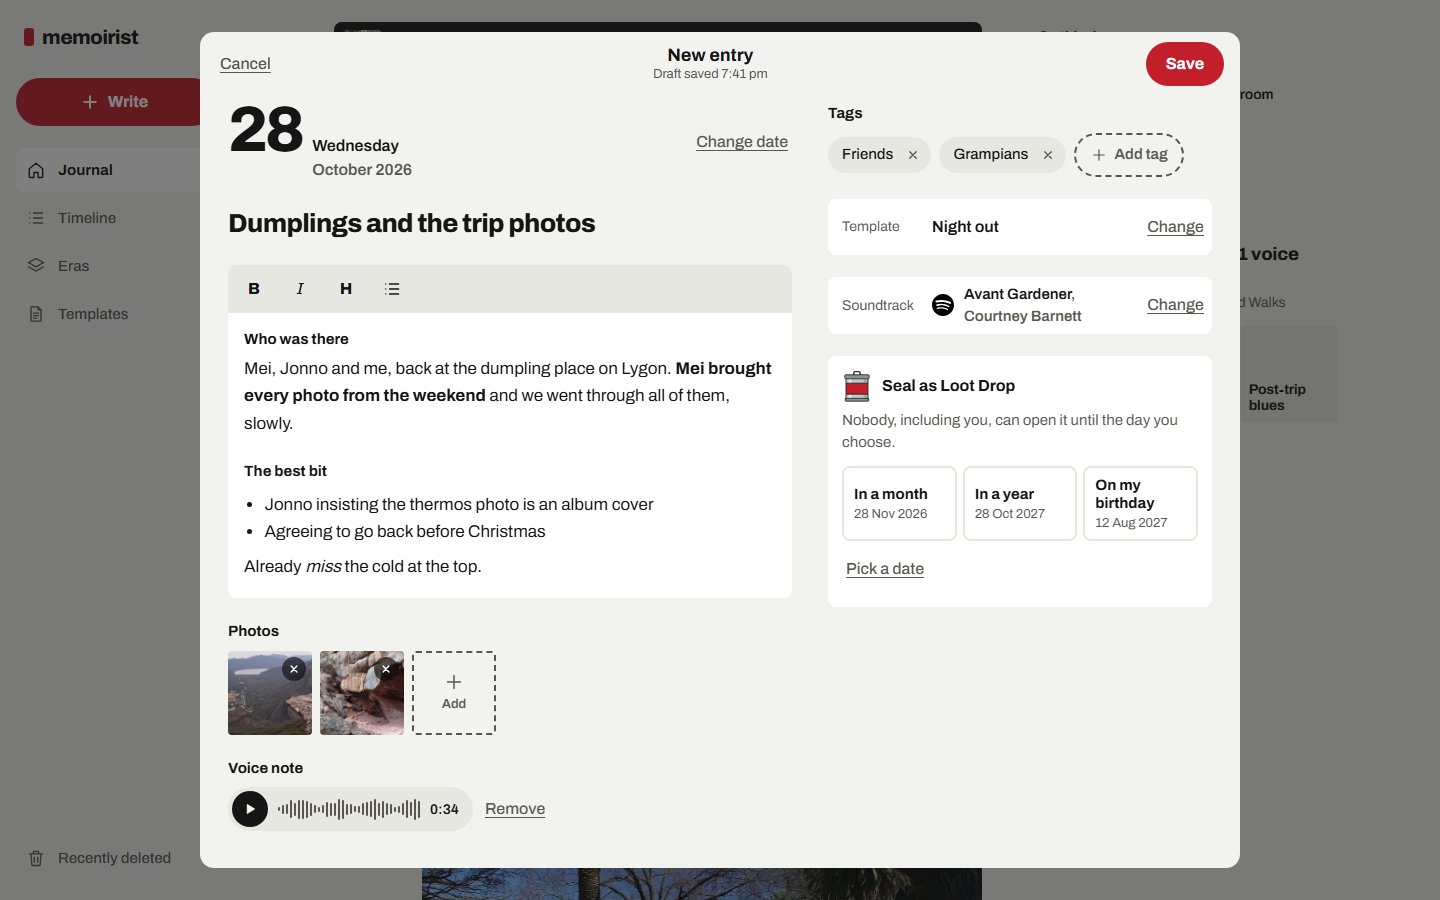 memoirist
Write
Journal
Timeline
Eras
Templates
Recently deleted
Cancel
New entry
Draft saved 7:41 pm
Save
28
Wednesday
October 2026
Change date
Dumplings and the trip photos
B I H
Who was there
Mei, Jonno and me, back at the dumpling place on Lygon. Mei brought
every photo from the weekend and we went through all of them,
slowly.
The best bit
• Jonno insisting the thermos photo is an album cover
• Agreeing to go back before Christmas
Already miss the cold at the top.
Photos
Add
Voice note
0:34
Remove
Tags
Friends
Grampians
Add tag
Template
Night out
Change
Soundtrack
Avant Gardener,
Courtney Barnett
Change
Seal as Loot Drop
Nobody, including you, can open it until the day you
choose.
In a month
28 Nov 2026
In a year
28 Oct 2027
On my
birthday
12 Aug 2027
Pick a date
room
1 voice
d Walks
Post-trip
blues